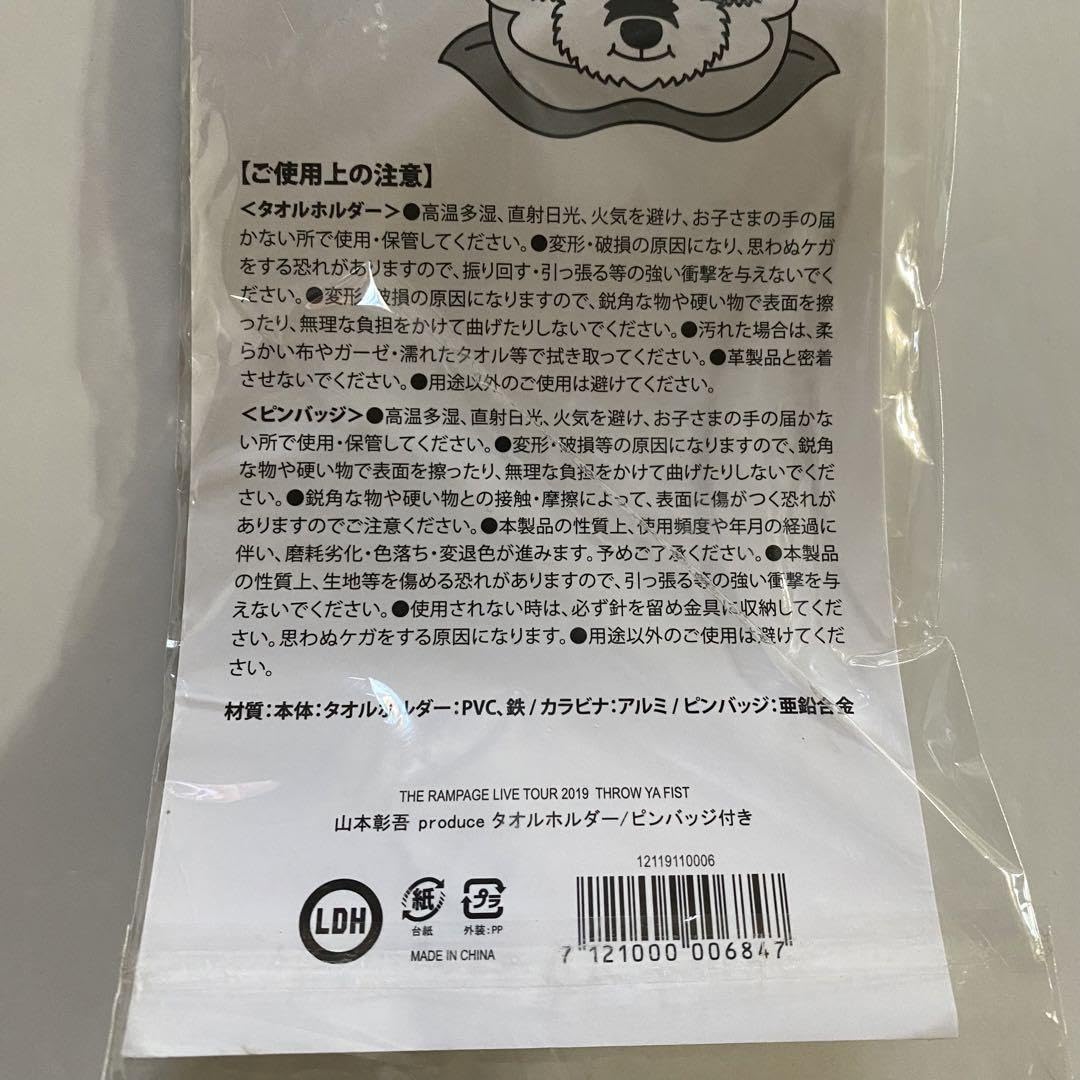 【ご使用上の注意】
＜タオルホルダー＞●高温多湿、直射日光、火気を避け、お子さまの手の届
かない所で使用・保管してください。●変形・破損の原因になり、思わぬケガ
をする恐れがありますので、振り回す・引っ張る等の強い衝撃を与えないでく
ださい。●変形・破損の原因になりますので、鋭角な物や硬い物で表面を擦
ったり、無理な負担をかけて曲げたりしないでください。●汚れた場合は、柔
らかい布やガーゼ・濡れたタオル等で拭き取ってください。●革製品と密着
させないでください。●用途以外のご使用は避けてください。
＜ピンバッジ＞●高温多湿、直射日光、火気を避け、お子さまの手の届かな
い所で使用・保管してください。●変形・破損等の原因になりますので、鋭角
な物や硬い物で表面を擦ったり、無理な負担をかけて曲げたりしないでくだ
さい。●鋭角な物や硬い物との接触・摩擦によって、表面に傷がつく恐れが
ありますのでご注意ください。●本製品の性質上、使用頻度や年月の経過に
伴い、磨耗劣化・色落ち・変退色が進みます。予めご了承ください。●本製品
の性質上、生地等を傷める恐れがありますので、引っ張る等の強い衝撃を与
えないでください。●使用されない時は、必ず針を留め金具に収納してくだ
さい。思わぬケガをする原因になります。●用途以外のご使用は避けてくだ
さい。
材質：本体：タオルホルダー：PVC、鉄 / カラビナ：アルミ / ピンバッジ：亜鉛合金
THE RAMPAGE LIVE TOUR 2019 THROW YA FIST
山本彰吾 produce タオルホルダー/ピンバッジ付き
12119110006
LDH
紙
台紙
プラ
外装：PP
MADE IN CHINA
7 121000 006847